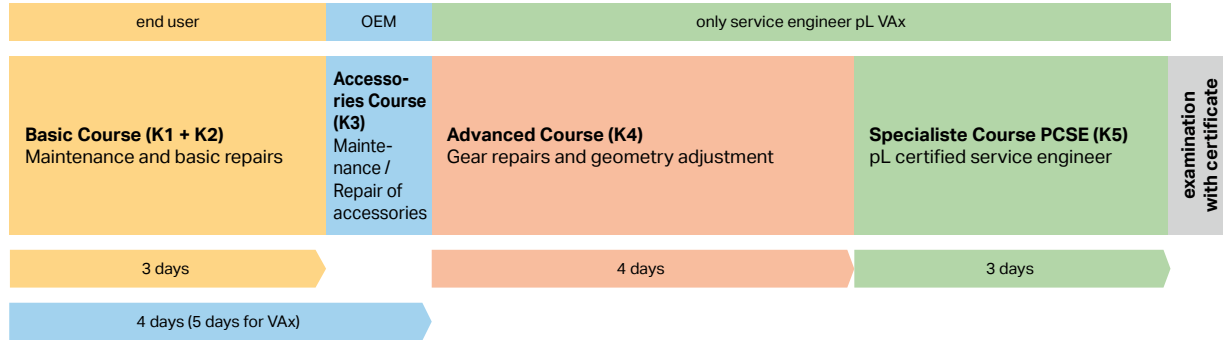 end user
OEM
only service engineer pL VAx
Basic Course (K1 + K2)
Maintenance and basic repairs
Accesso-
ries Course
(K3)
Mainte-
nance /
Repair of
accessories
Advanced Course (K4)
Gear repairs and geometry adjustment
Specialiste Course PCSE (K5)
pL certified service engineer
examination
with certificate
3 days
4 days
3 days
4 days (5 days for VAx)